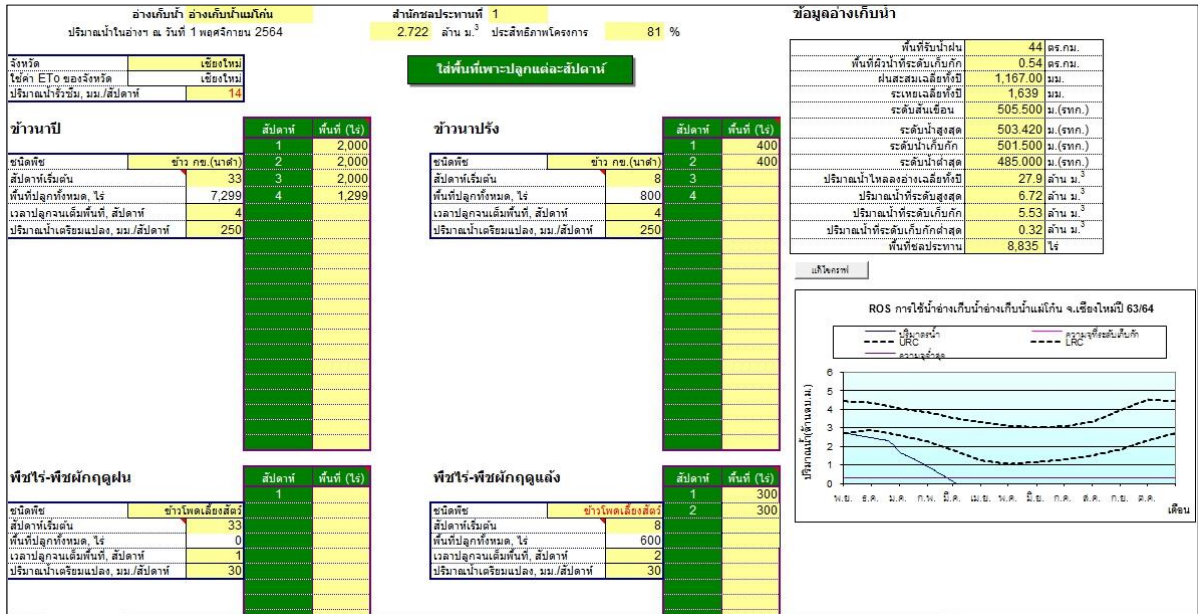 อ่างเก็บน้ำ อ่างเก็บน้ำแม่โก๋น สำนักชลประทานที่ 1
ปริมาณน้ำในอ่างฯ ณ วันที่ 1 พฤศจิกายน 2564 2.722 ล้าน ม.3 ประสิทธิภาพโครงการ 81 %
จังหวัด เชียงใหม่
ใช้ค่า ETo ของจังหวัด เชียงใหม่
ปริมาณน้ำรั่วซึม, มม./สัปดาห์ 14
ใส่พื้นที่เพาะปลูกแต่ละสัปดาห์
ข้าวนาปี
สัปดาห์ พื้นที่ (ไร่)
1 2,000
2 2,000
3 2,000
4 1,299
ชนิดพืช ข้าว กข.(นาดำ)
สัปดาห์เริ่มต้น 33
พื้นที่ปลูกทั้งหมด, ไร่ 7,299
เวลาปลูกจนเต็มพื้นที่, สัปดาห์ 4
ปริมาณน้ำเตรียมแปลง, มม./สัปดาห์ 250
ข้าวนาปรัง
สัปดาห์ พื้นที่ (ไร่)
1 400
2 400
3
4
ชนิดพืช ข้าว กข.(นาดำ)
สัปดาห์เริ่มต้น 8
พื้นที่ปลูกทั้งหมด, ไร่ 800
เวลาปลูกจนเต็มพื้นที่, สัปดาห์ 4
ปริมาณน้ำเตรียมแปลง, มม./สัปดาห์ 250
พืชไร่-พืชผักฤดูฝน
สัปดาห์ พื้นที่ (ไร่)
1
ชนิดพืช ข้าวโพดเลี้ยงสัตว์
สัปดาห์เริ่มต้น 33
พื้นที่ปลูกทั้งหมด, ไร่ 0
เวลาปลูกจนเต็มพื้นที่, สัปดาห์ 1
ปริมาณน้ำเตรียมแปลง, มม./สัปดาห์ 30
พืชไร่-พืชผักฤดูแล้ง
สัปดาห์ พื้นที่ (ไร่)
1 300
2 300
ชนิดพืช ข้าวโพดเลี้ยงสัตว์
สัปดาห์เริ่มต้น 8
พื้นที่ปลูกทั้งหมด, ไร่ 600
เวลาปลูกจนเต็มพื้นที่, สัปดาห์ 2
ปริมาณน้ำเตรียมแปลง, มม./สัปดาห์ 30
ข้อมูลอ่างเก็บน้ำ
พื้นที่รับน้ำฝน 44 ตร.กม.
พื้นที่ผิวน้ำที่ระดับเก็บกัก 0.54 ตร.กม.
ฝนสะสมเฉลี่ยทั้งปี 1,167.00 มม.
ระเหยเฉลี่ยทั้งปี 1,639 มม.
ระดับสันเขื่อน 505.500 ม.(รทก.)
ระดับน้ำสูงสุด 503.420 ม.(รทก.)
ระดับน้ำเก็บกัก 501.500 ม.(รทก.)
ระดับน้ำต่ำสุด 485.000 ม.(รทก.)
ปริมาณน้ำไหลลงอ่างเฉลี่ยทั้งปี 27.9 ล้าน ม.3
ปริมาณน้ำที่ระดับสูงสุด 6.72 ล้าน ม.3
ปริมาณน้ำที่ระดับเก็บกัก 5.53 ล้าน ม.3
ปริมาณน้ำที่ระดับเก็บกักต่ำสุด 0.32 ล้าน ม.3
พื้นที่ชลประทาน 8,835 ไร่
แก้ไขกราฟ
ROS การใช้น้ำอ่างเก็บน้ำอ่างเก็บน้ำแม่โก๋น จ.เชียงใหม่ปี 63/64
ปริมาตรน้ำ ความจุที่ระดับเก็บกัก
URC LRC
ความจุต่ำสุด
ปริมาณน้ำ(ล้านลบ.ม.)
6
5
4
3
2
1
0
พ.ย. ธ.ค. ม.ค. ก.พ. มี.ค. เม.ย. พ.ค. มิ.ย. ก.ค. ส.ค. ก.ย. ต.ค.
เดือน